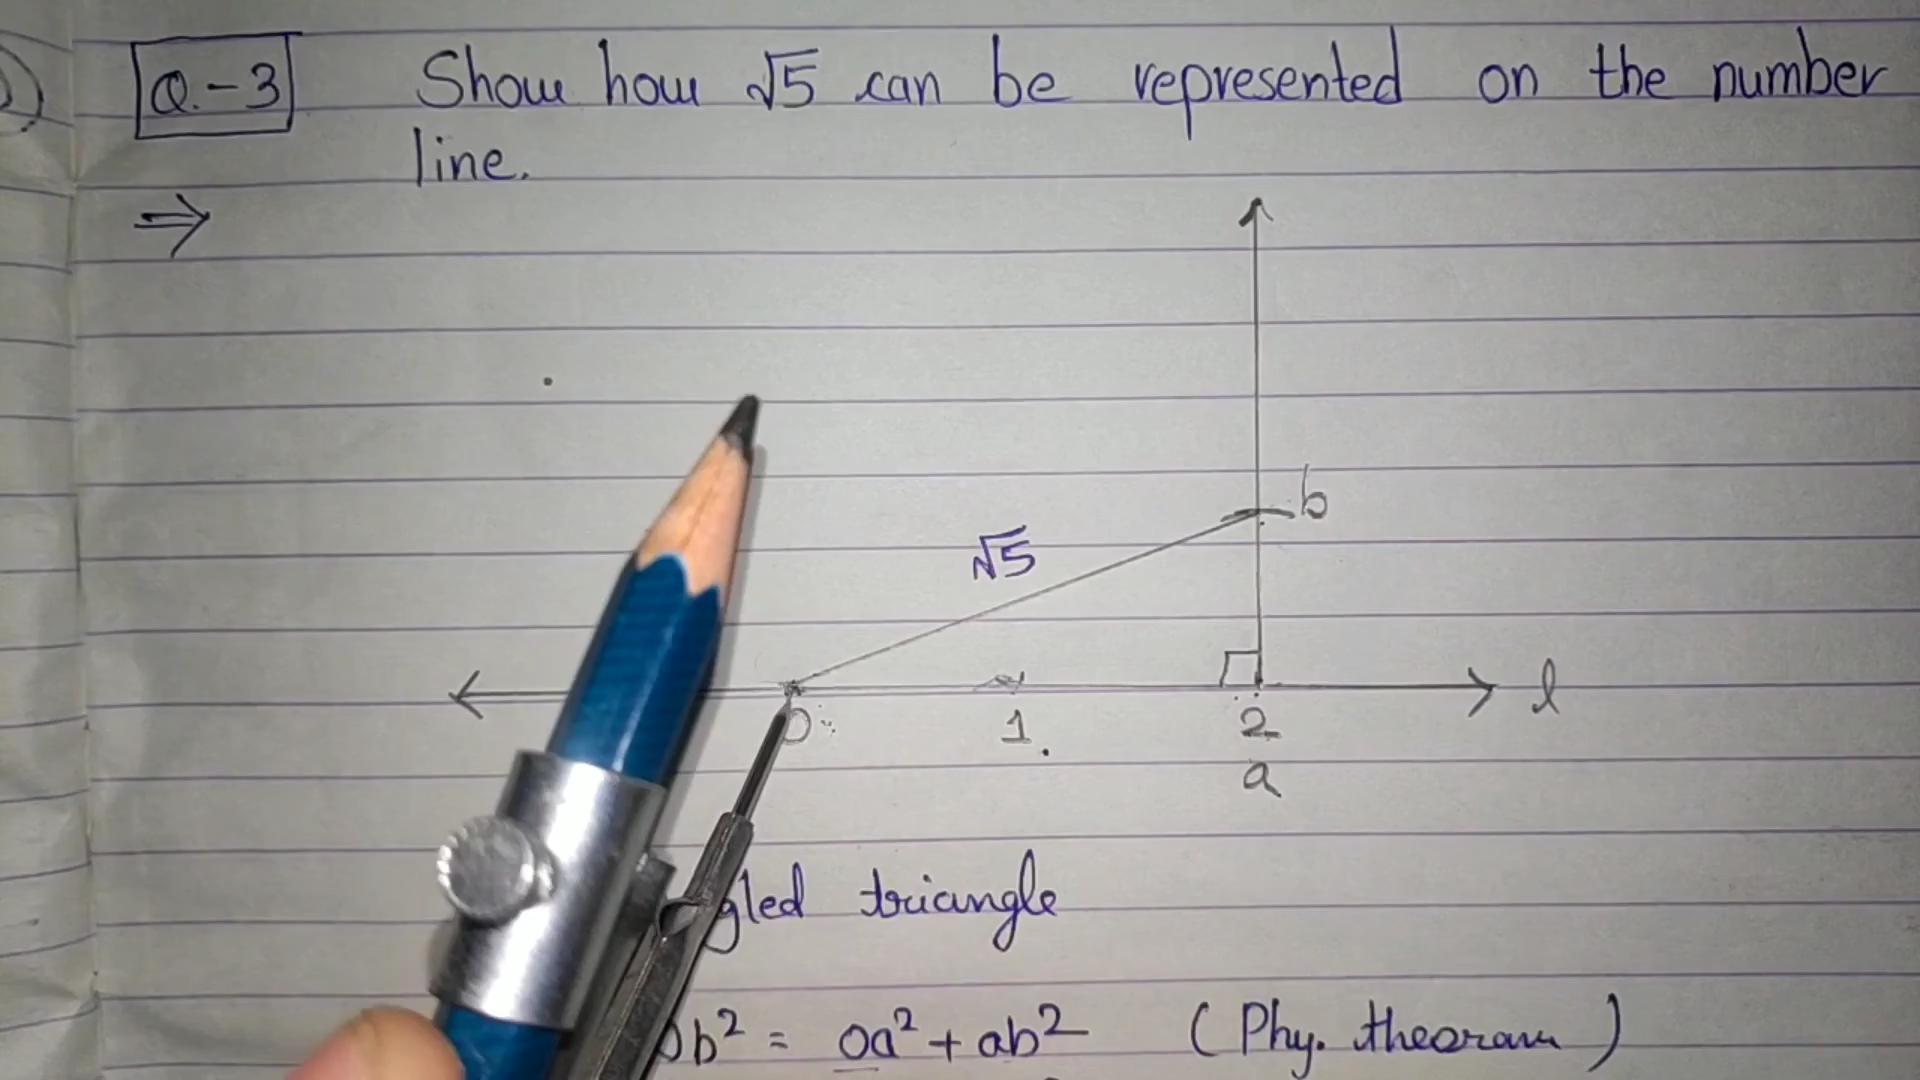 Q.-3 Show how √5 can be represented on the number
line.
⇒
b
√5
0 1 2 l
a
gled triangle
b² = oa² + ab² (Phy. theoram)